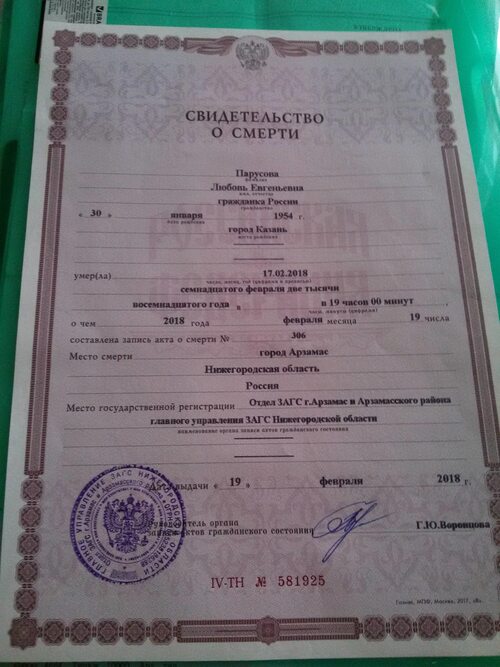 СВИДЕТЕЛЬСТВО
О СМЕРТИ
Парусова
фамилия
Любовь Евгеньевна
имя, отчество
гражданка России
гражданство
« 30 » января 1954 г.
дата рождения
город Казань
место рождения
умер(ла) 17.02.2018
число, месяц, год (цифрами и прописью)
семнадцатого февраля две тысячи
восемнадцатого года в в 19 часов 00 минут
часы, минуты (цифрами)
о чем 2018 года февраля месяца 19 числа
составлена запись акта о смерти № 306
Место смерти город Арзамас
Нижегородская область
Россия
Место государственной регистрации Отдел ЗАГС г.Арзамас и Арзамасского района
главного управления ЗАГС Нижегородской области
наименование органа записи актов гражданского состояния
Дата выдачи « 19 » февраля 2018 г.
Руководитель органа
записи актов гражданского состояния Г.Ю.Воронцова
IV-ТН № 581925
Гознак, МПФ, Москва, 2017, «В».